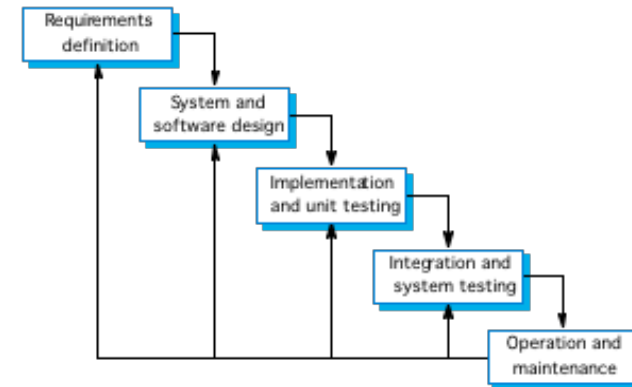 Requirements
definition
System and
software design
Implementation
and unit testing
Integration and
system testing
Operation and
maintenance